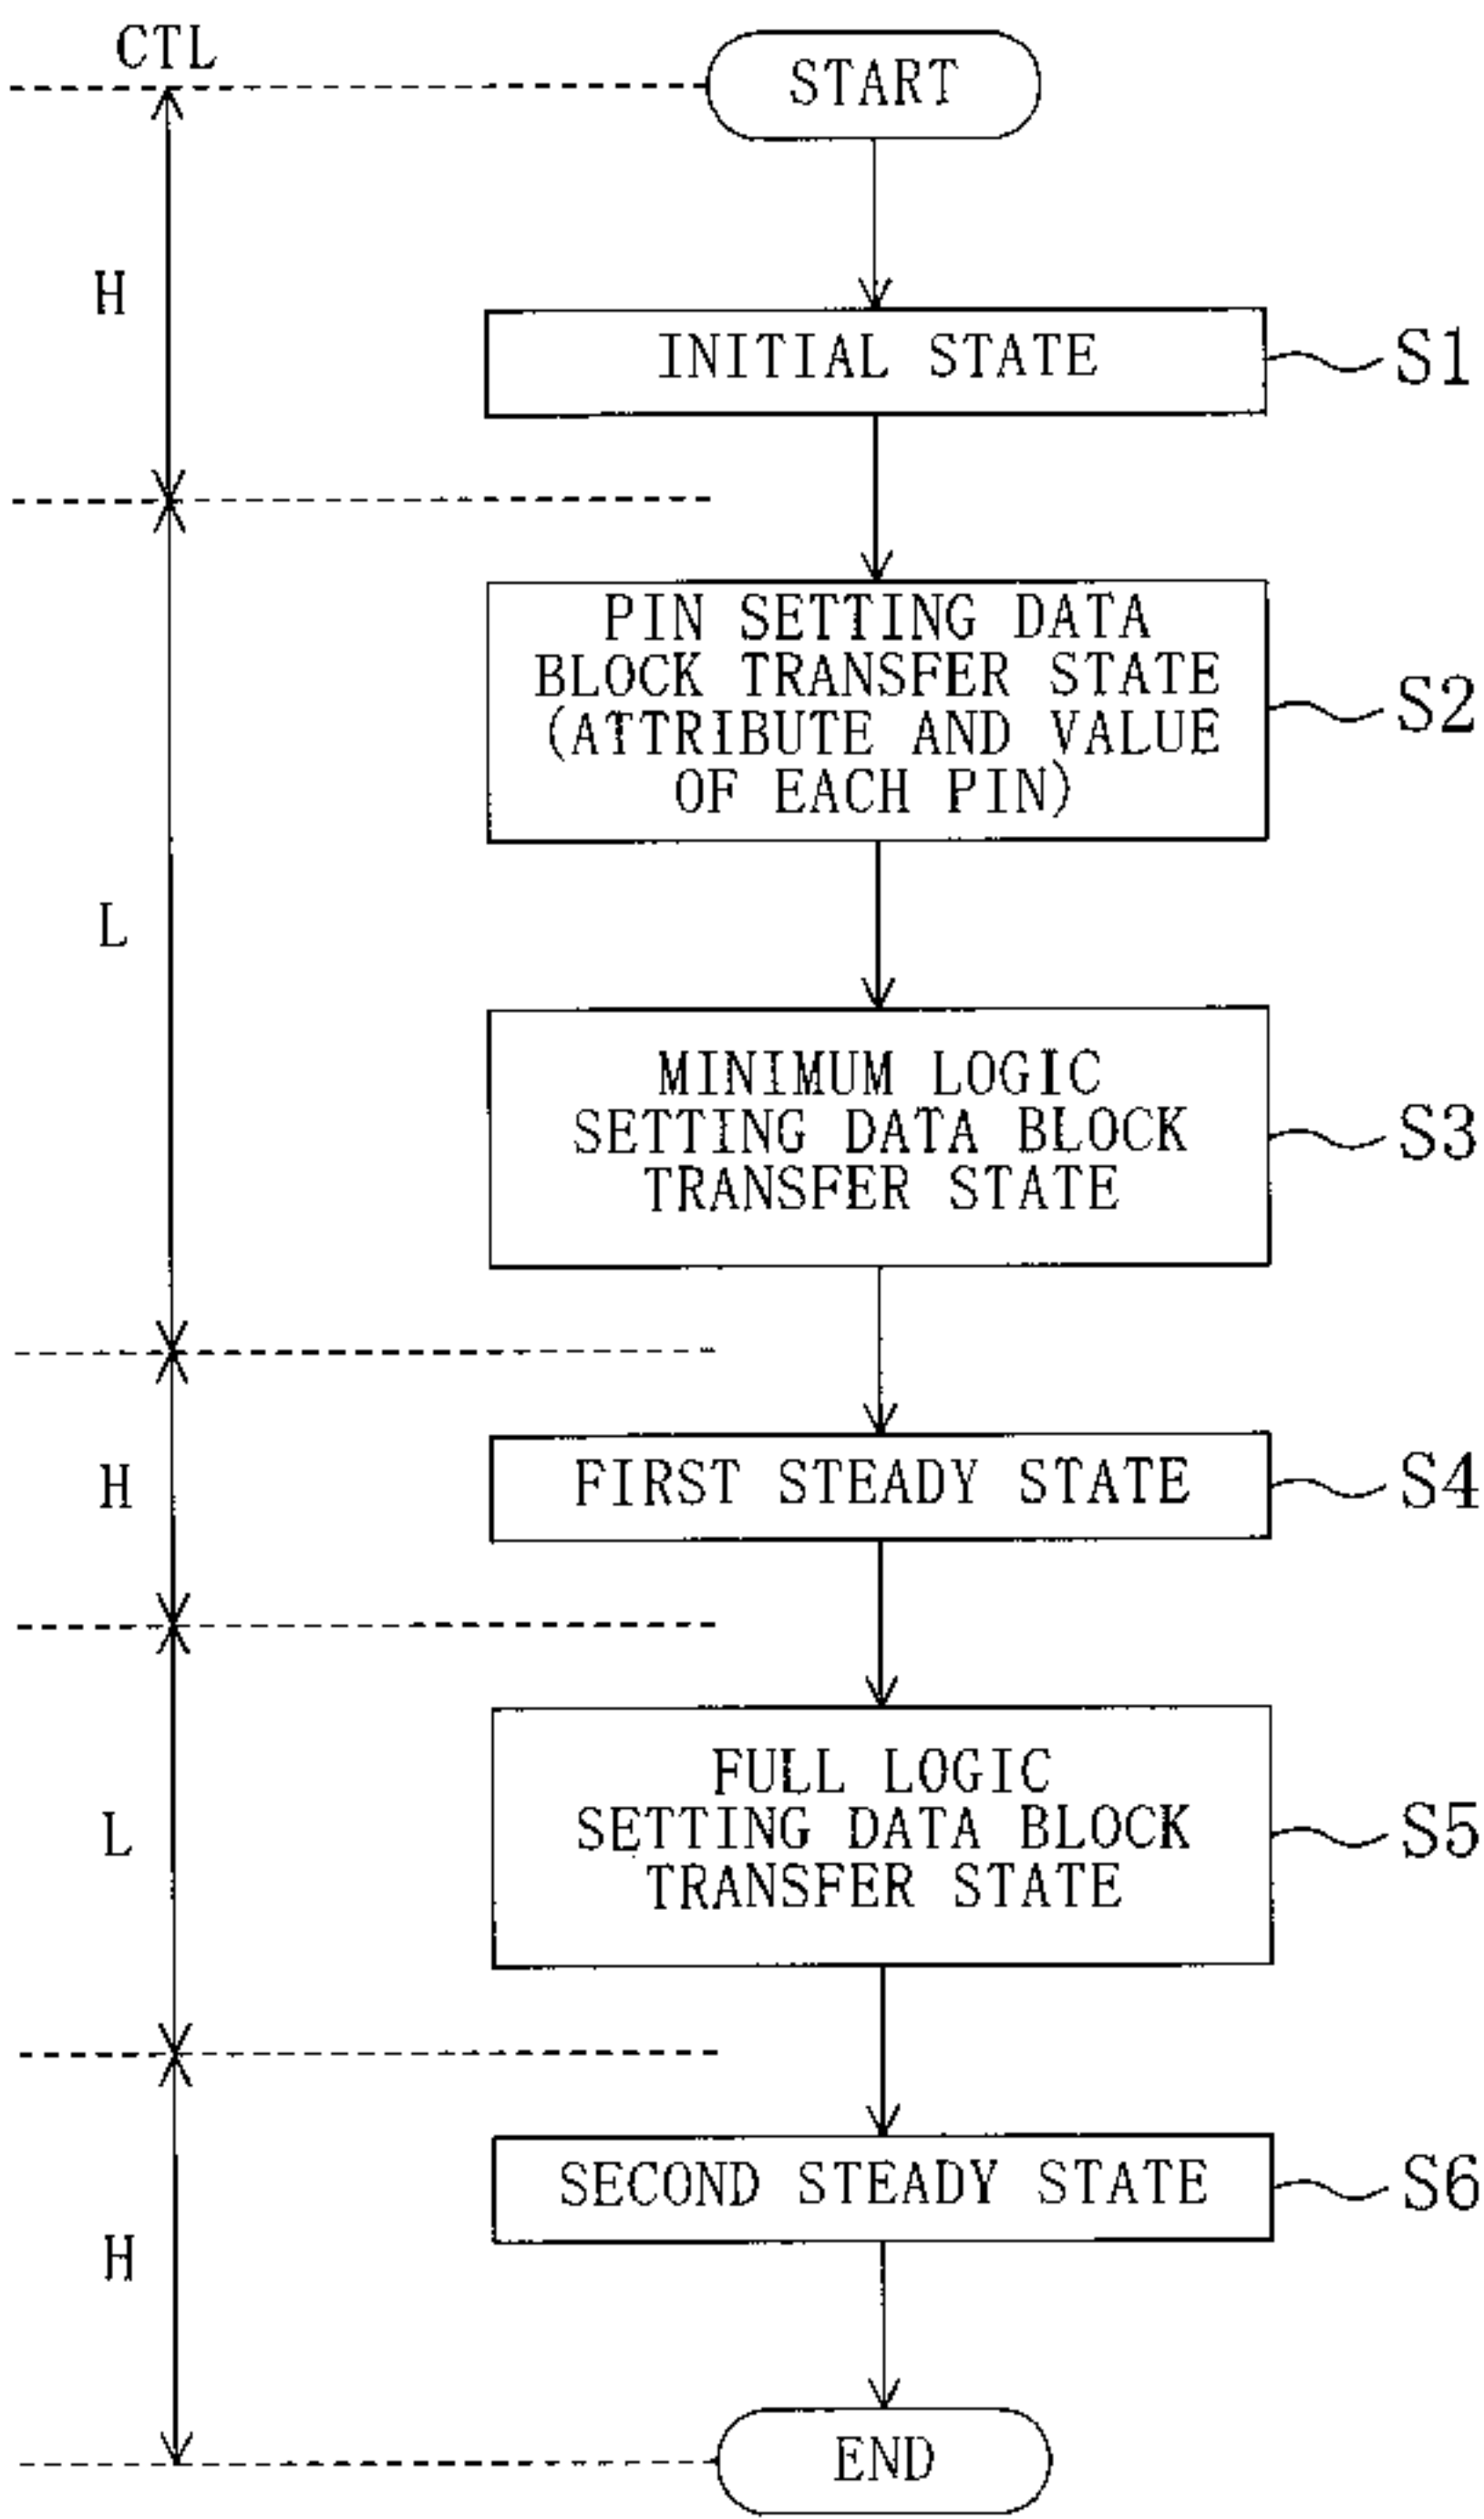 CTL
START
H
INITIAL STATE
S1
PIN SETTING DATA
BLOCK TRANSFER STATE
(ATTRIBUTE AND VALUE
OF EACH PIN)
S2
L
MINIMUM LOGIC
SETTING DATA BLOCK
TRANSFER STATE
S3
H
FIRST STEADY STATE
S4
L
FULL LOGIC
SETTING DATA BLOCK
TRANSFER STATE
S5
SECOND STEADY STATE
S6
H
END